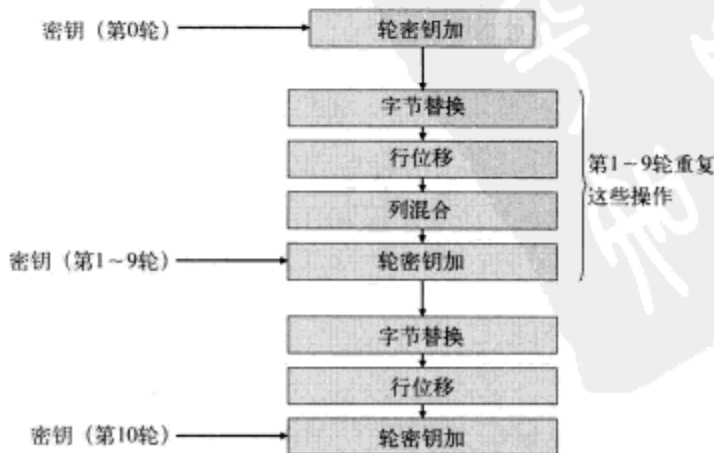 密钥（第0轮）
轮密钥加
字节替换
行位移
列混合
第1～9轮重复
这些操作
密钥（第1～9轮）
轮密钥加
字节替换
行位移
密钥（第10轮）
轮密钥加